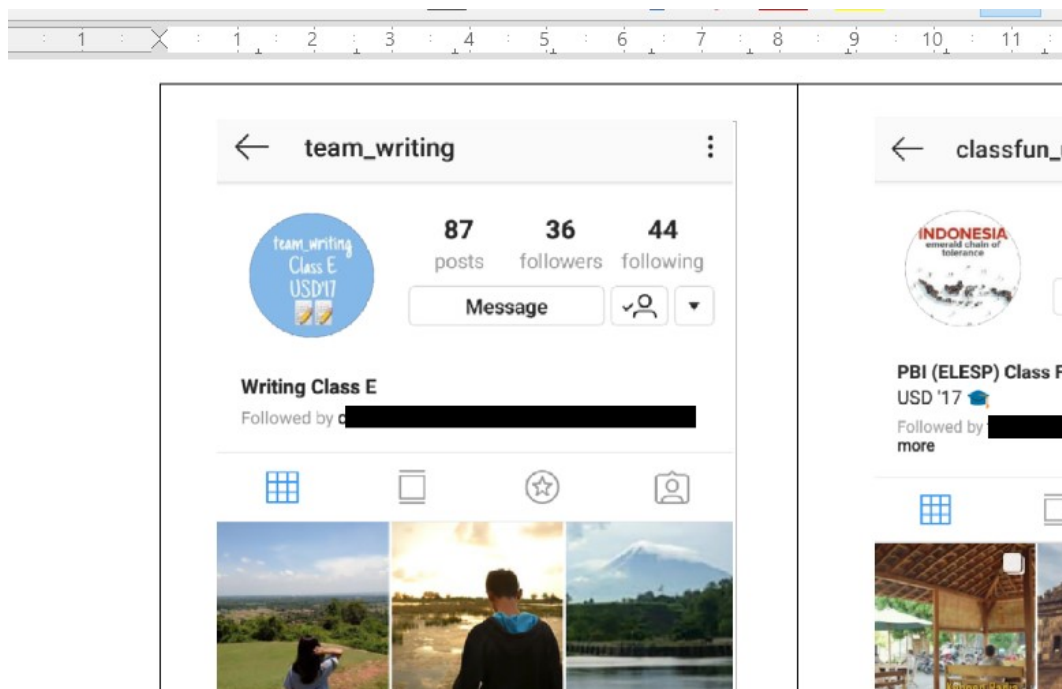 1 1 2 3 4 5 6 7 8 9 10 11
team_writing
team_writing
Class E
USD'17
87 36 44
posts followers following
Message
Writing Class E
Followed by
classfun_
INDONESIA
emerald chain of
tolerance
PBI (ELESP) Class F
USD '17
Followed by
more